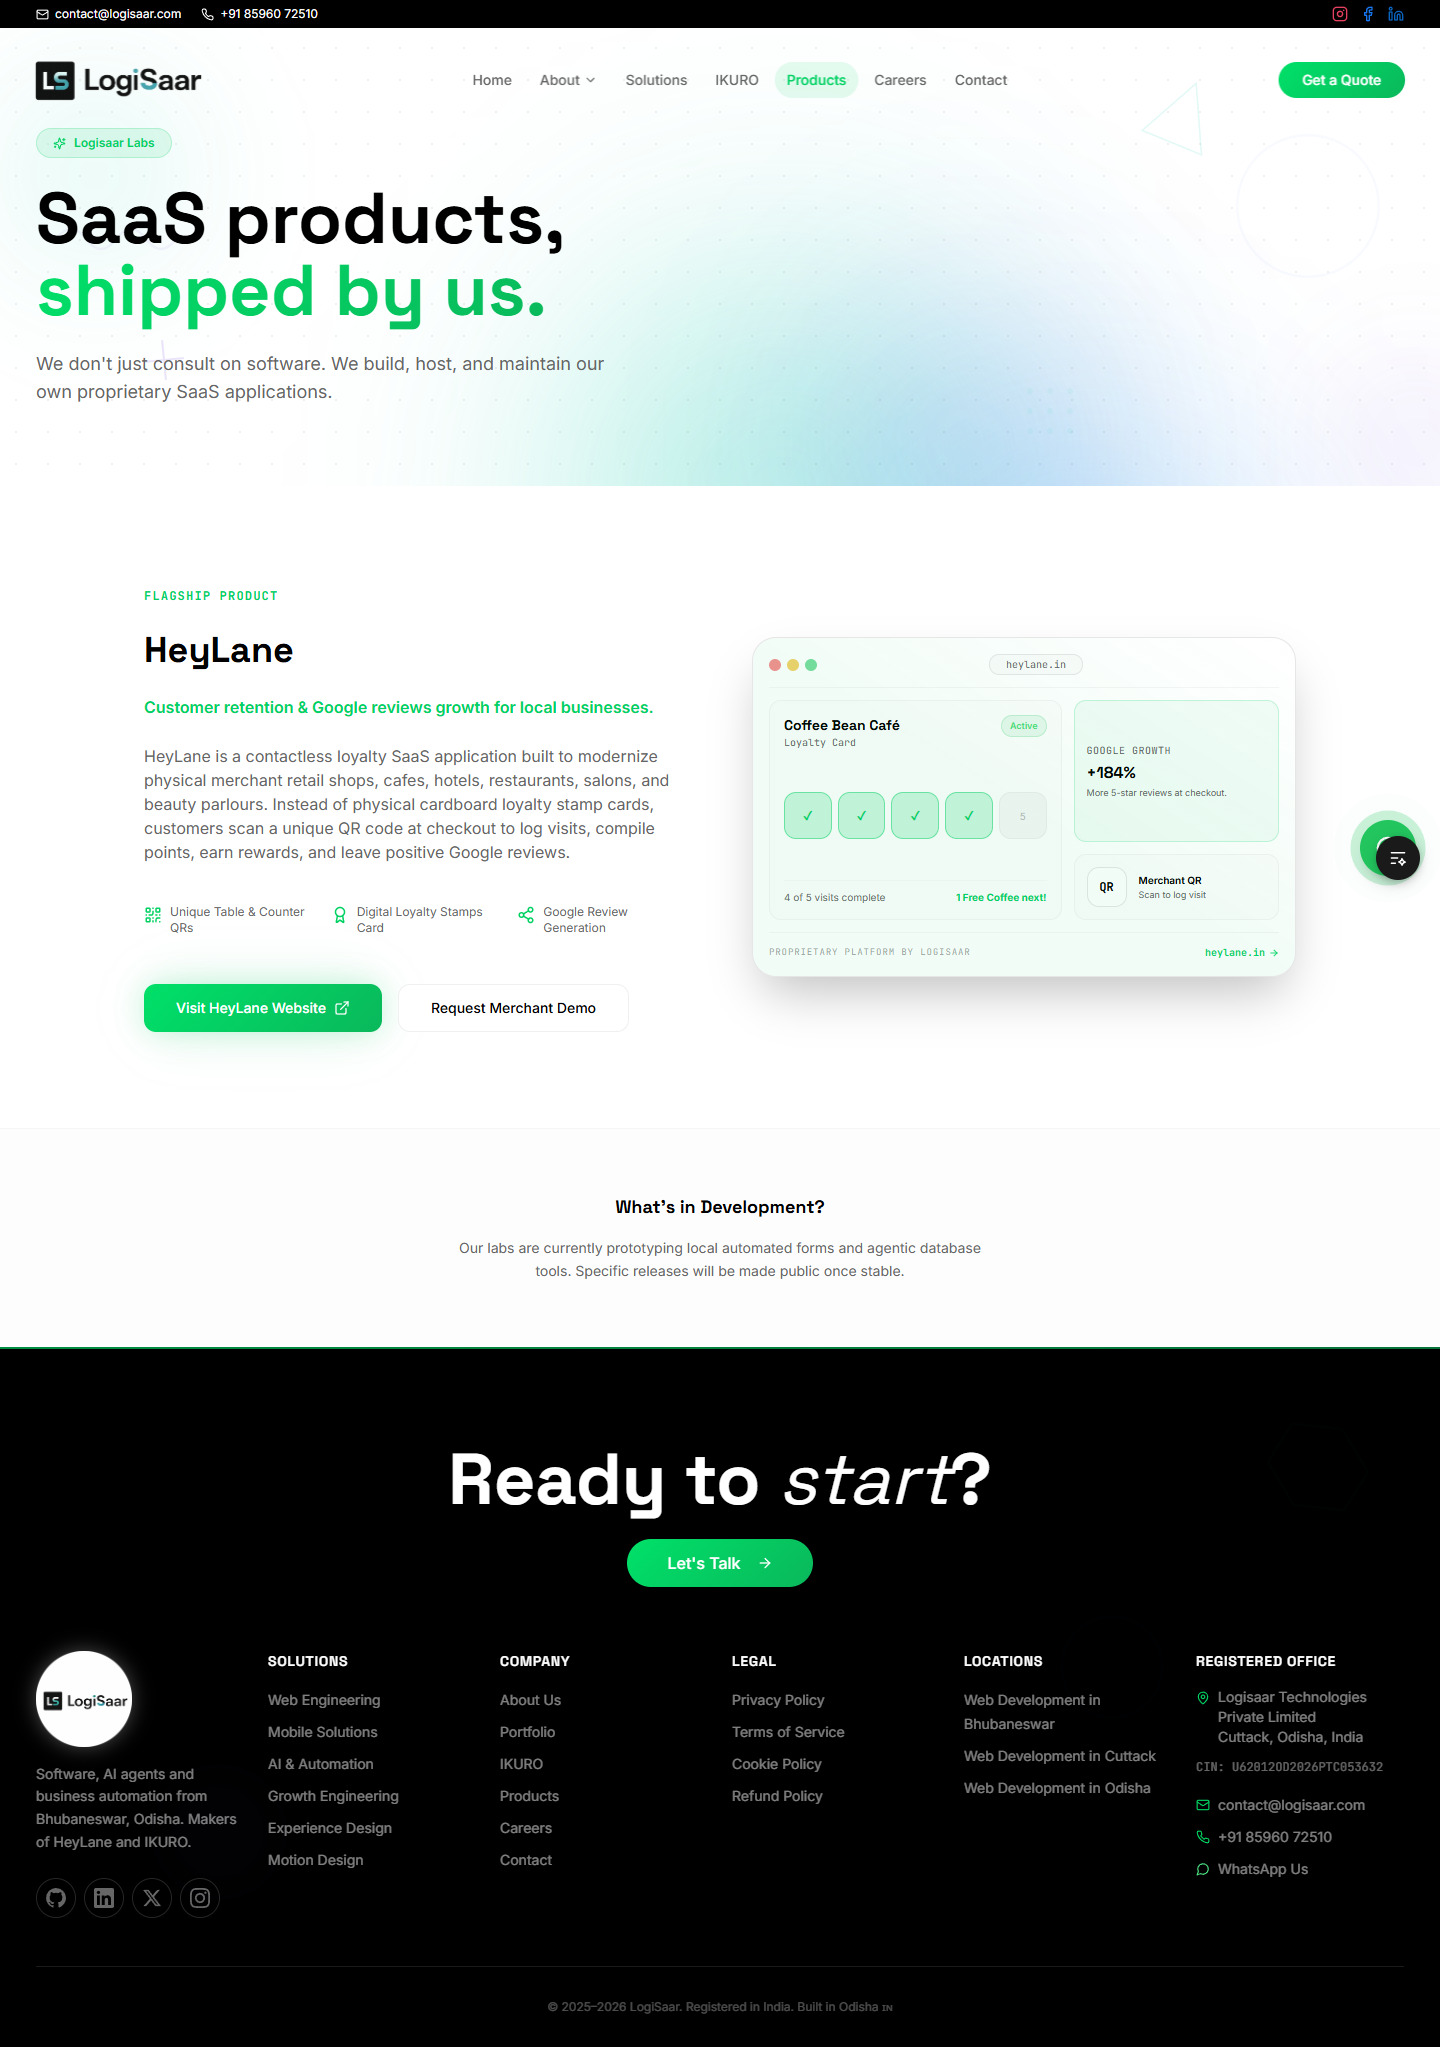 contact@logisaar.com +91 85960 72510
LS LogiSaar
Home About Solutions IKURO Products Careers Contact
Get a Quote
Logisaar Labs
SaaS products,
shipped by us.
We don't just consult on software. We build, host, and maintain our
own proprietary SaaS applications.
FLAGSHIP PRODUCT
HeyLane
Customer retention & Google reviews growth for local businesses.
HeyLane is a contactless loyalty SaaS application built to modernize
physical merchant retail shops, cafes, hotels, restaurants, salons, and
beauty parlours. Instead of physical cardboard loyalty stamp cards,
customers scan a unique QR code at checkout to log visits, compile
points, earn rewards, and leave positive Google reviews.
Unique Table & Counter
QRs
Digital Loyalty Stamps
Card
Google Review
Generation
Visit HeyLane Website
Request Merchant Demo
heylane.in
Coffee Bean Café
Loyalty Card
Active
✓ ✓ ✓ ✓ 5
4 of 5 visits complete
1 Free Coffee next!
GOOGLE GROWTH
+184%
More 5-star reviews at checkout.
QR
Merchant QR
Scan to log visit
PROPRIETARY PLATFORM BY LOGISAAR
heylane.in →
What's in Development?
Our labs are currently prototyping local automated forms and agentic database
tools. Specific releases will be made public once stable.
Ready to start?
Let's Talk →
LS LogiSaar
Software, AI agents and
business automation from
Bhubaneswar, Odisha. Makers
of HeyLane and IKURO.
SOLUTIONS
Web Engineering
Mobile Solutions
AI & Automation
Growth Engineering
Experience Design
Motion Design
COMPANY
About Us
Portfolio
IKURO
Products
Careers
Contact
LEGAL
Privacy Policy
Terms of Service
Cookie Policy
Refund Policy
LOCATIONS
Web Development in
Bhubaneswar
Web Development in Cuttack
Web Development in Odisha
REGISTERED OFFICE
Logisaar Technologies
Private Limited
Cuttack, Odisha, India
CIN: U62012OD2026PTC053632
contact@logisaar.com
+91 85960 72510
WhatsApp Us
© 2025–2026 LogiSaar. Registered in India. Built in Odisha IN